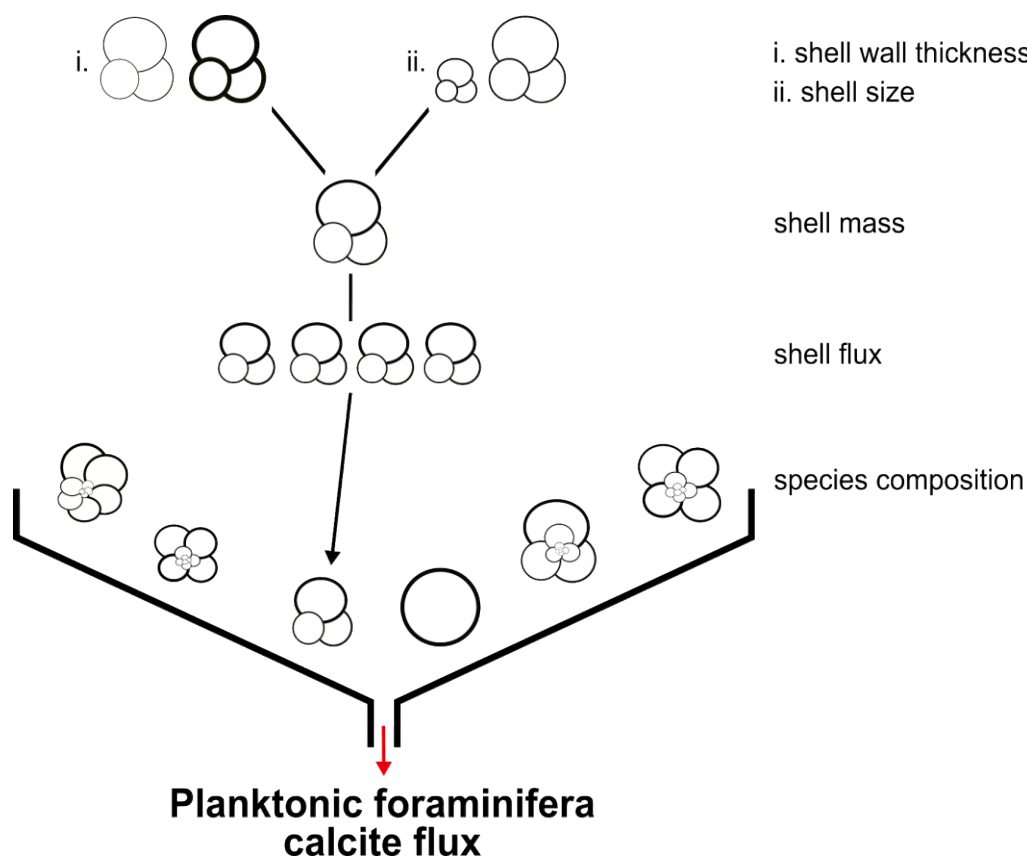 i.
ii.
i. shell wall thickness
ii. shell size
shell mass
shell flux
species composition
Planktonic foraminifera
calcite flux